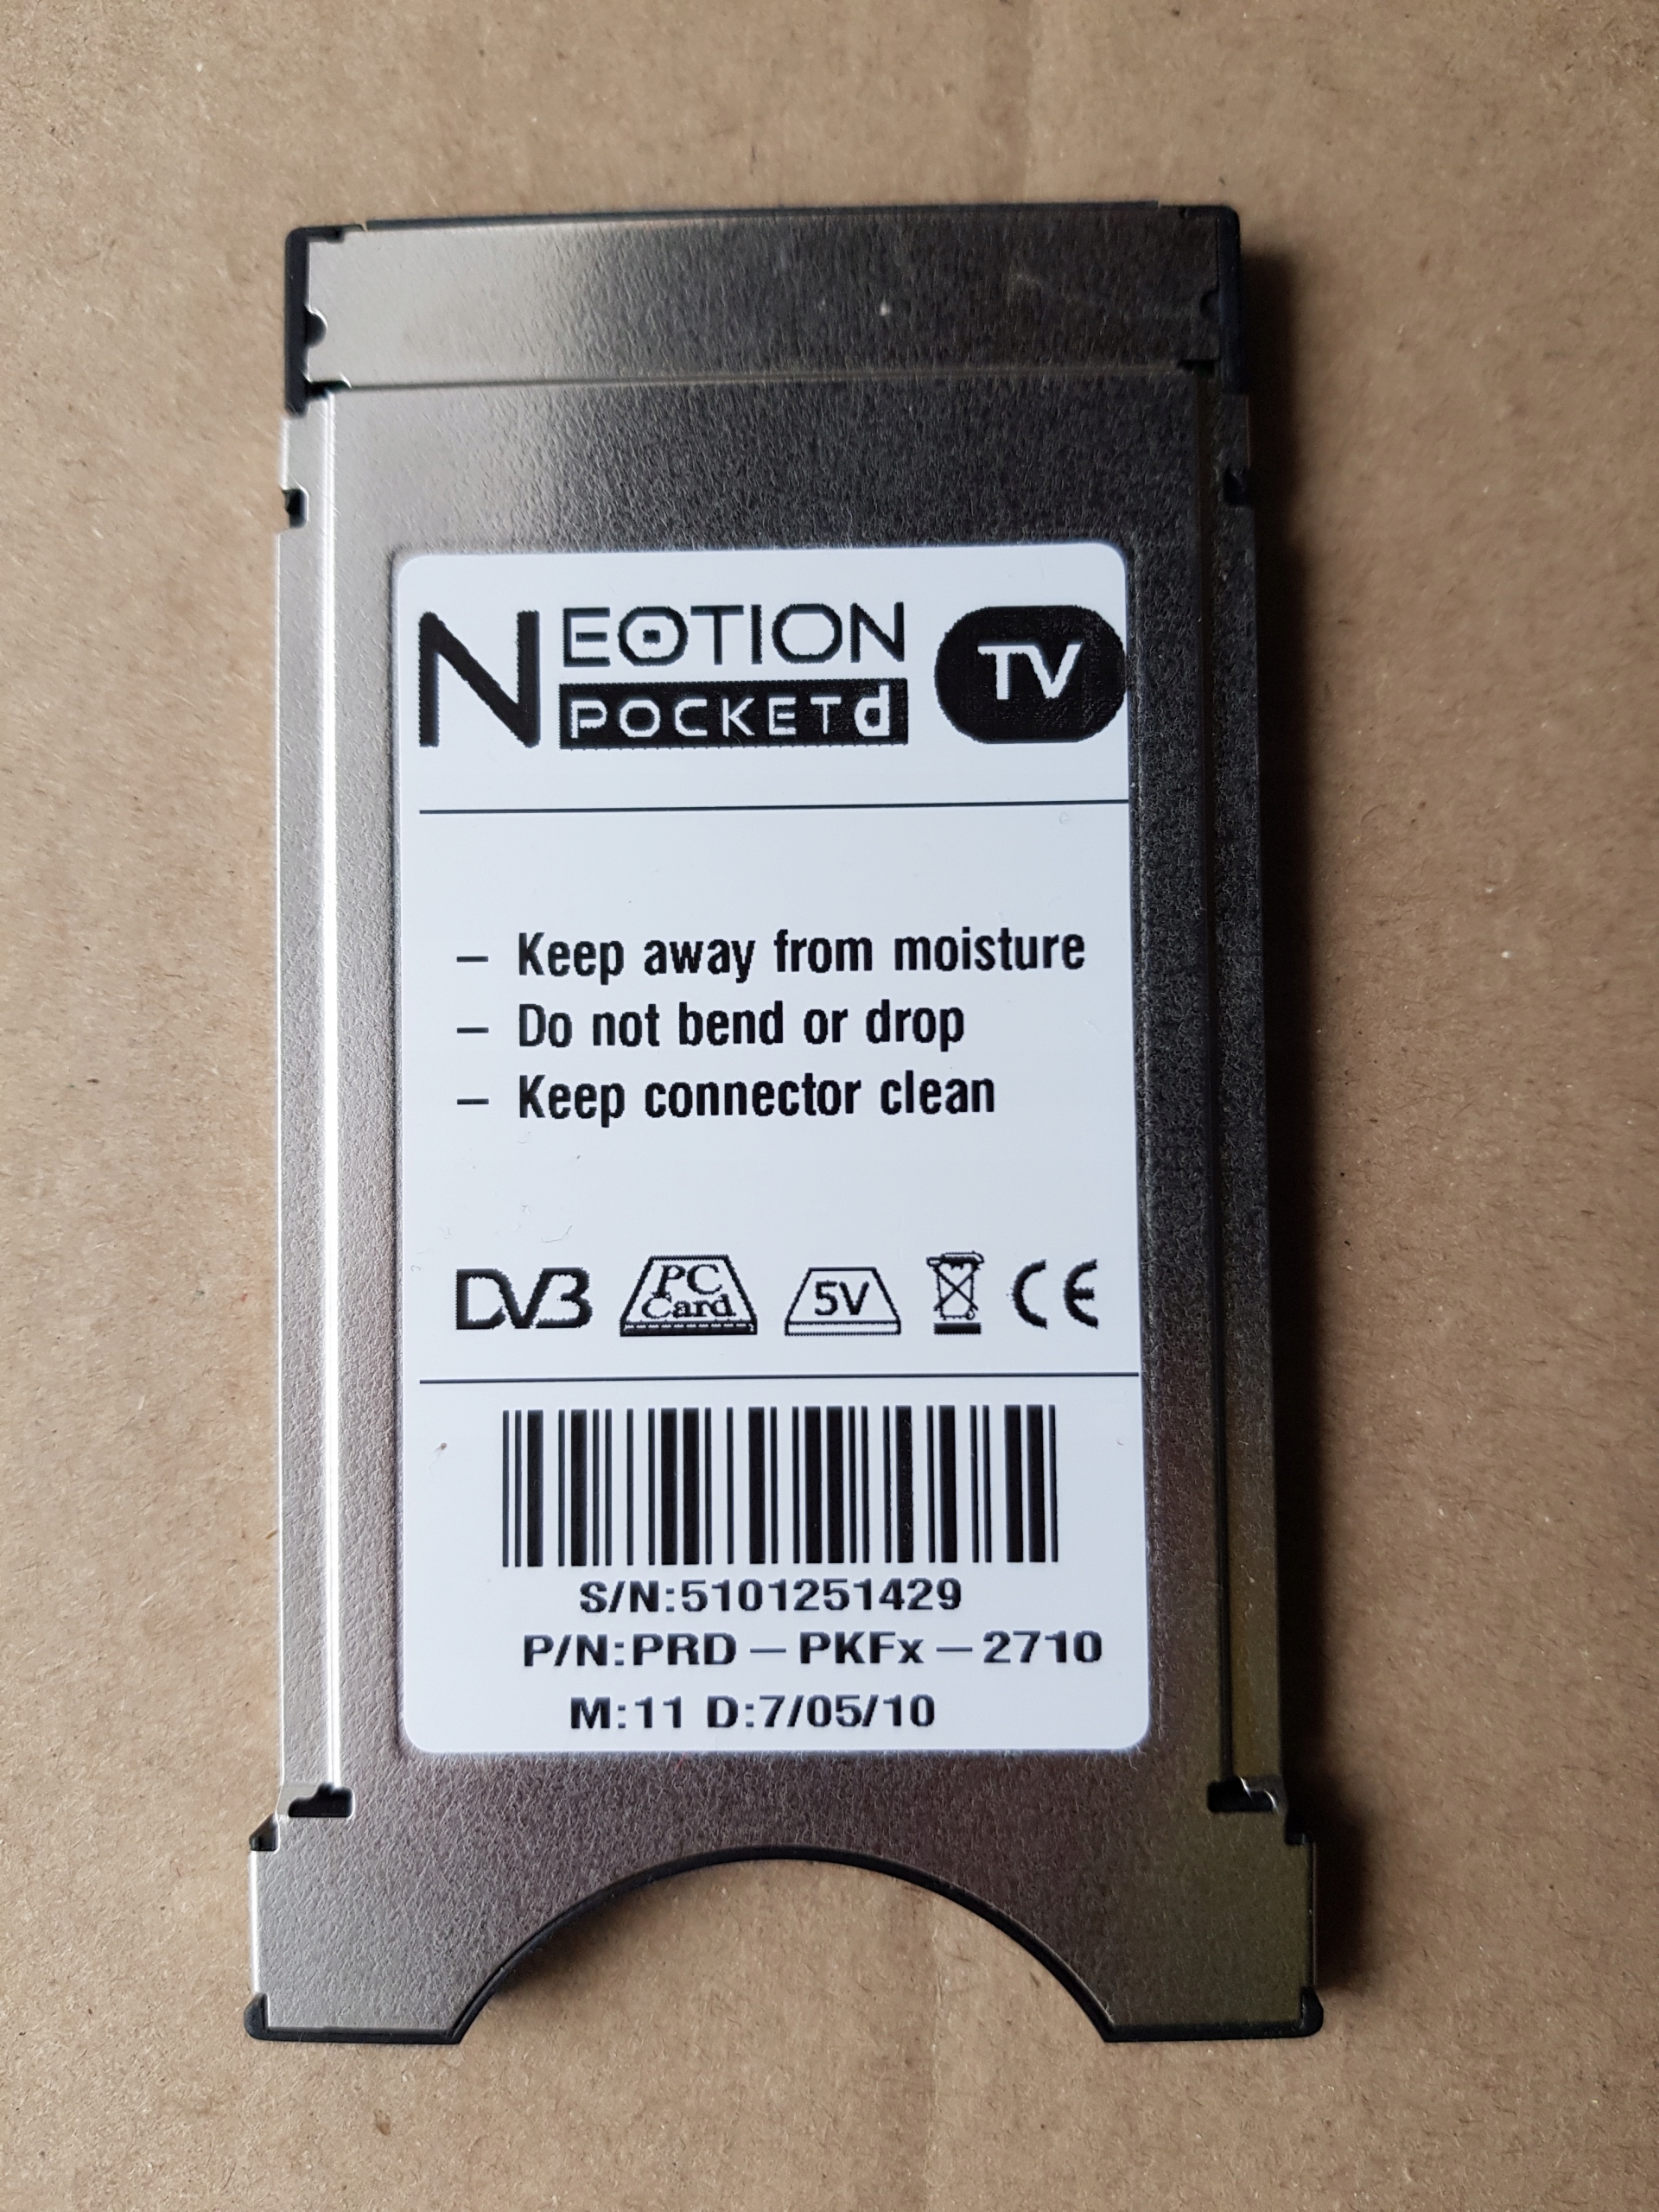 NEOTION TV
POCKETd
– Keep away from moisture
– Do not bend or drop
– Keep connector clean
DVB PC Card 5V CE
S/N:5101251429
P/N:PRD – PKFx – 2710
M:11 D:7/05/10